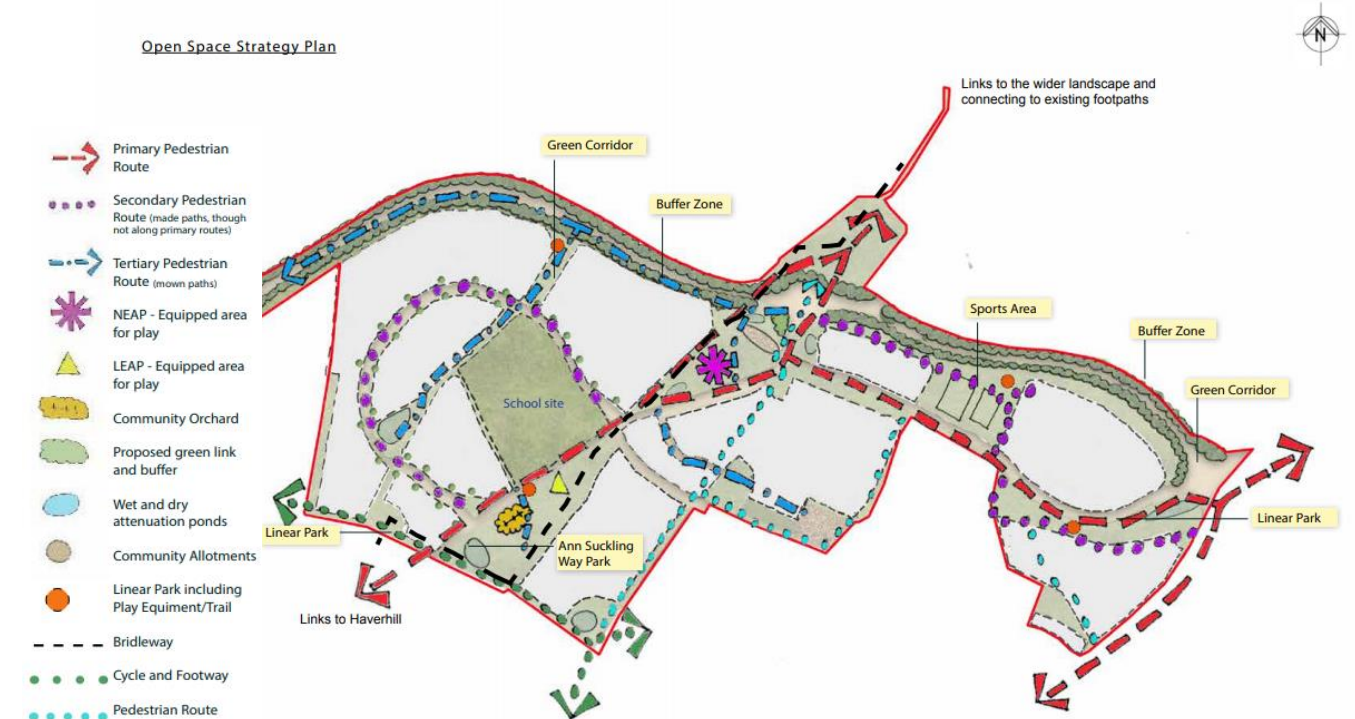 Open Space Strategy Plan
N
Links to the wider landscape and
connecting to existing footpaths
Primary Pedestrian
Route
Secondary Pedestrian
Route (made paths, though
not along primary routes)
Tertiary Pedestrian
Route (mown paths)
NEAP - Equipped area
for play
LEAP - Equipped area
for play
Community Orchard
Proposed green link
and buffer
Wet and dry
attenuation ponds
Community Allotments
Linear Park including
Play Equiment/Trail
Bridleway
Cycle and Footway
Pedestrian Route
Green Corridor
Buffer Zone
Sports Area
Buffer Zone
Green Corridor
School site
Linear Park
Linear Park
Ann Suckling
Way Park
Links to Haverhill